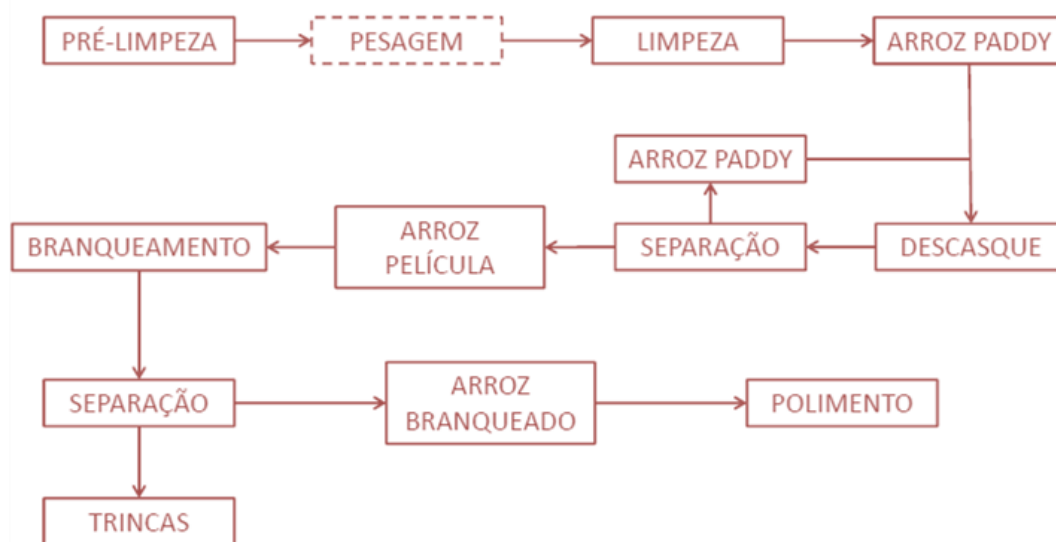 PRÉ-LIMPEZA
PESAGEM
LIMPEZA
ARROZ PADDY
ARROZ PADDY
BRANQUEAMENTO
ARROZ
PELÍCULA
SEPARAÇÃO
DESCASQUE
SEPARAÇÃO
ARROZ
BRANQUEADO
POLIMENTO
TRINCAS